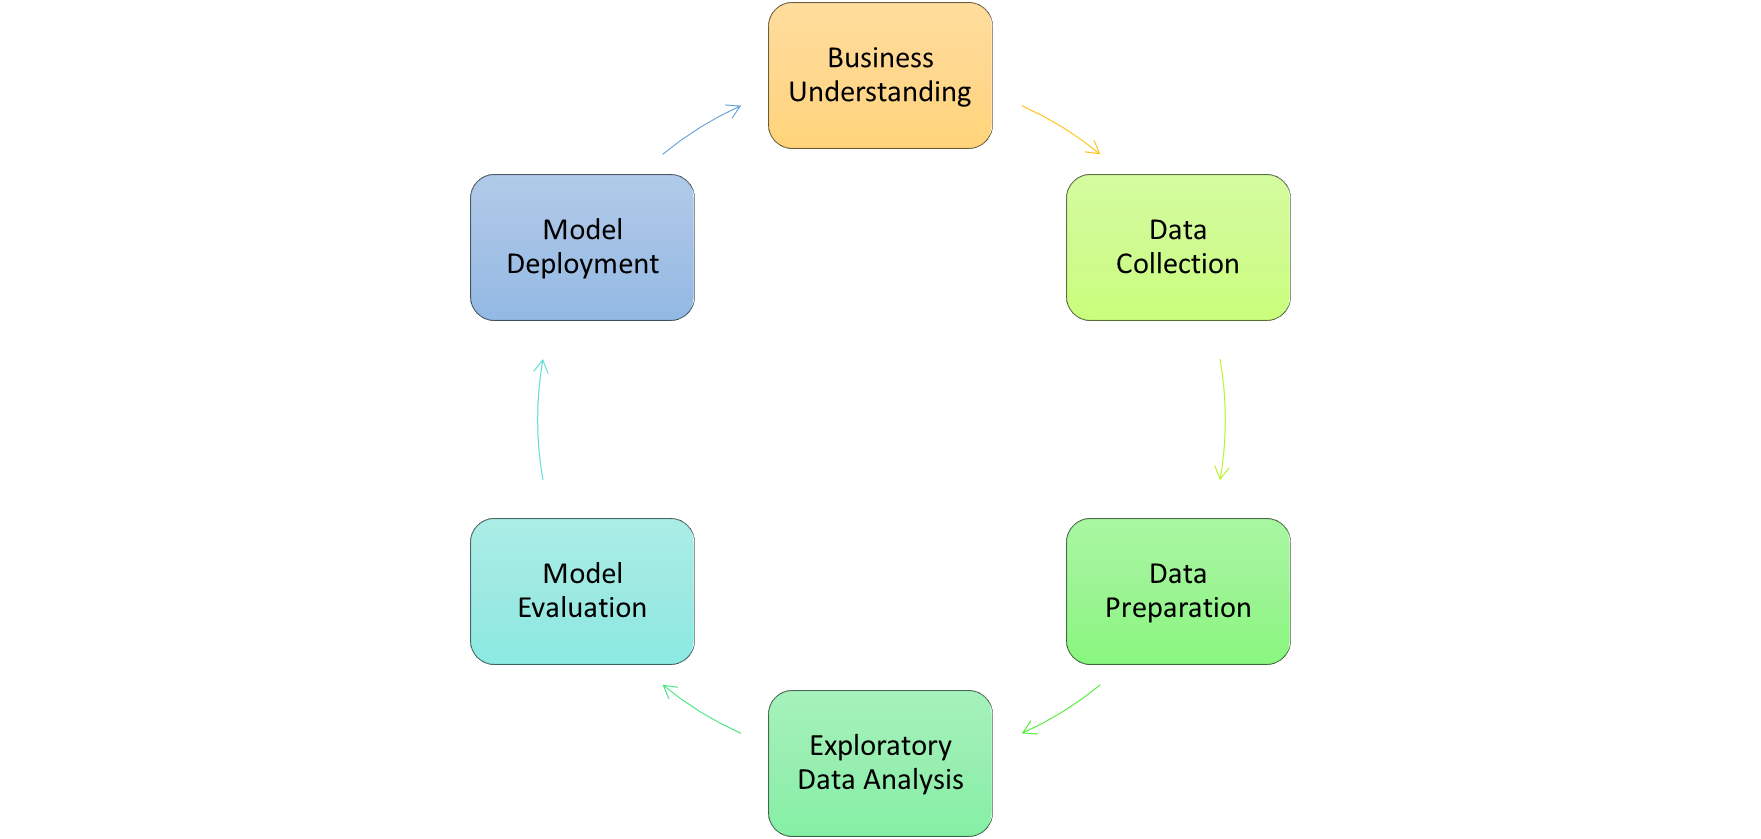 Business
Understanding
Data
Collection
Data
Preparation
Exploratory
Data Analysis
Model
Evaluation
Model
Deployment